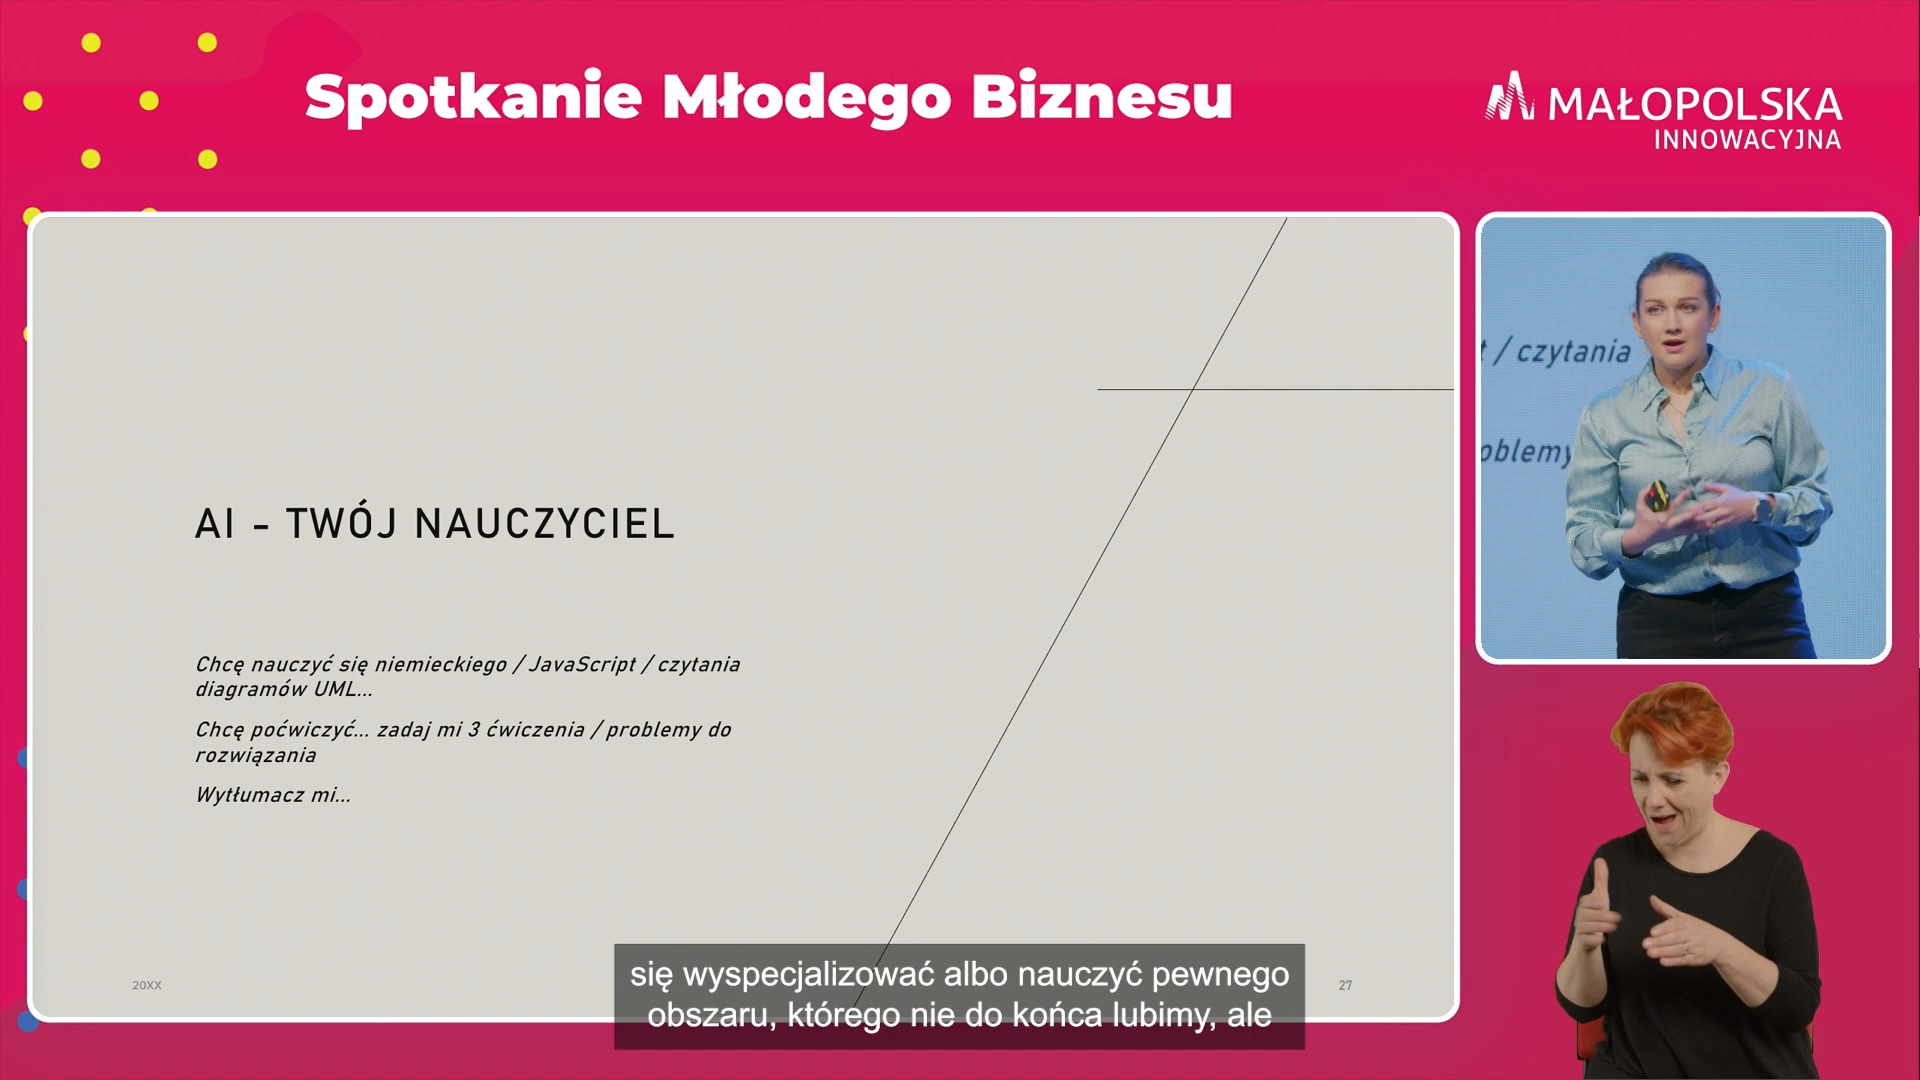 Spotkanie Młodego Biznesu
MAŁOPOLSKA
INNOWACYJNA
AI - TWÓJ NAUCZYCIEL
Chcę nauczyć się niemieckiego / JavaScript / czytania
diagramów UML...
Chcę poćwiczyć... zadaj mi 3 ćwiczenia / problemy do
rozwiązania
Wytłumacz mi...
20XX
27
/ czytania
oblemy
się wyspecjalizować albo nauczyć pewnego
obszaru, którego nie do końca lubimy, ale